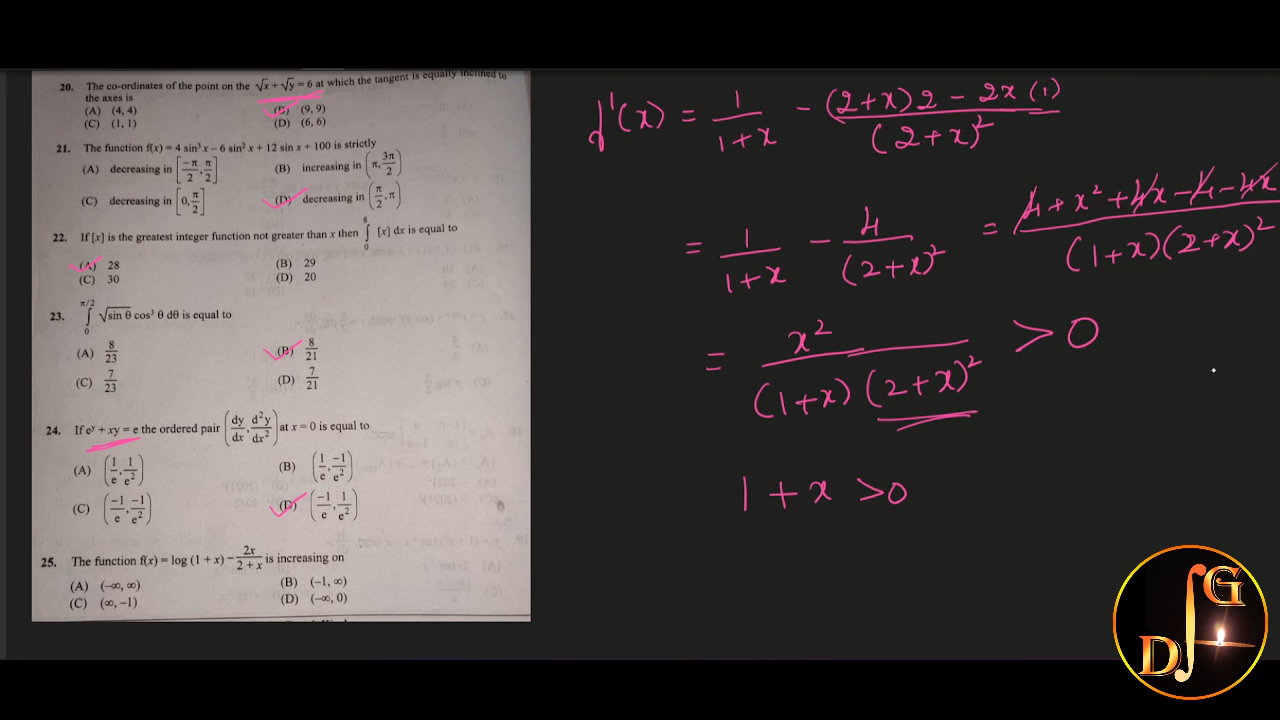 20. The co-ordinates of the point on the √x + √y = 6 at which the tangent is equally inclined to
the axes is
(A) (4, 4) (B) (9, 9)
(C) (1, 1) (D) (6, 6)
21. The function f(x) = 4 sin³ x – 6 sin² x + 12 sin x + 100 is strictly
(A) decreasing in [–π/2, π/2] (B) increasing in (π, 3π/2)
(C) decreasing in [0, π/2] (D) decreasing in (π/2, π)
22. If [x] is the greatest integer function not greater than x then ∫₀⁸ [x] dx is equal to
(A) 28 (B) 29
(C) 30 (D) 20
23. ∫₀^(π/2) √sin θ cos³ θ dθ is equal to
(A) 8/23 (B) 8/21
(C) 7/23 (D) 7/21
24. If eʸ + xy = e the ordered pair (dy/dx, d²y/dx²) at x = 0 is equal to
(A) (1/e, 1/e²) (B) (1/e, –1/e²)
(C) (–1/e, –1/e²) (D) (–1/e, 1/e²)
25. The function f(x) = log (1 + x) – 2x/(2 + x) is increasing on
(A) (–∞, ∞) (B) (–1, ∞)
(C) (∞, –1) (D) (–∞, 0)
f'(x) = 1/(1+x) – ((2+x)2 – 2x(1))/(2+x)²
= 1/(1+x) – 4/(2+x)² = (4 + x² + 4x – 4 – 4x)/((1+x)(2+x)²)
= x²/((1+x)(2+x)²) > 0
1 + x > 0
D G